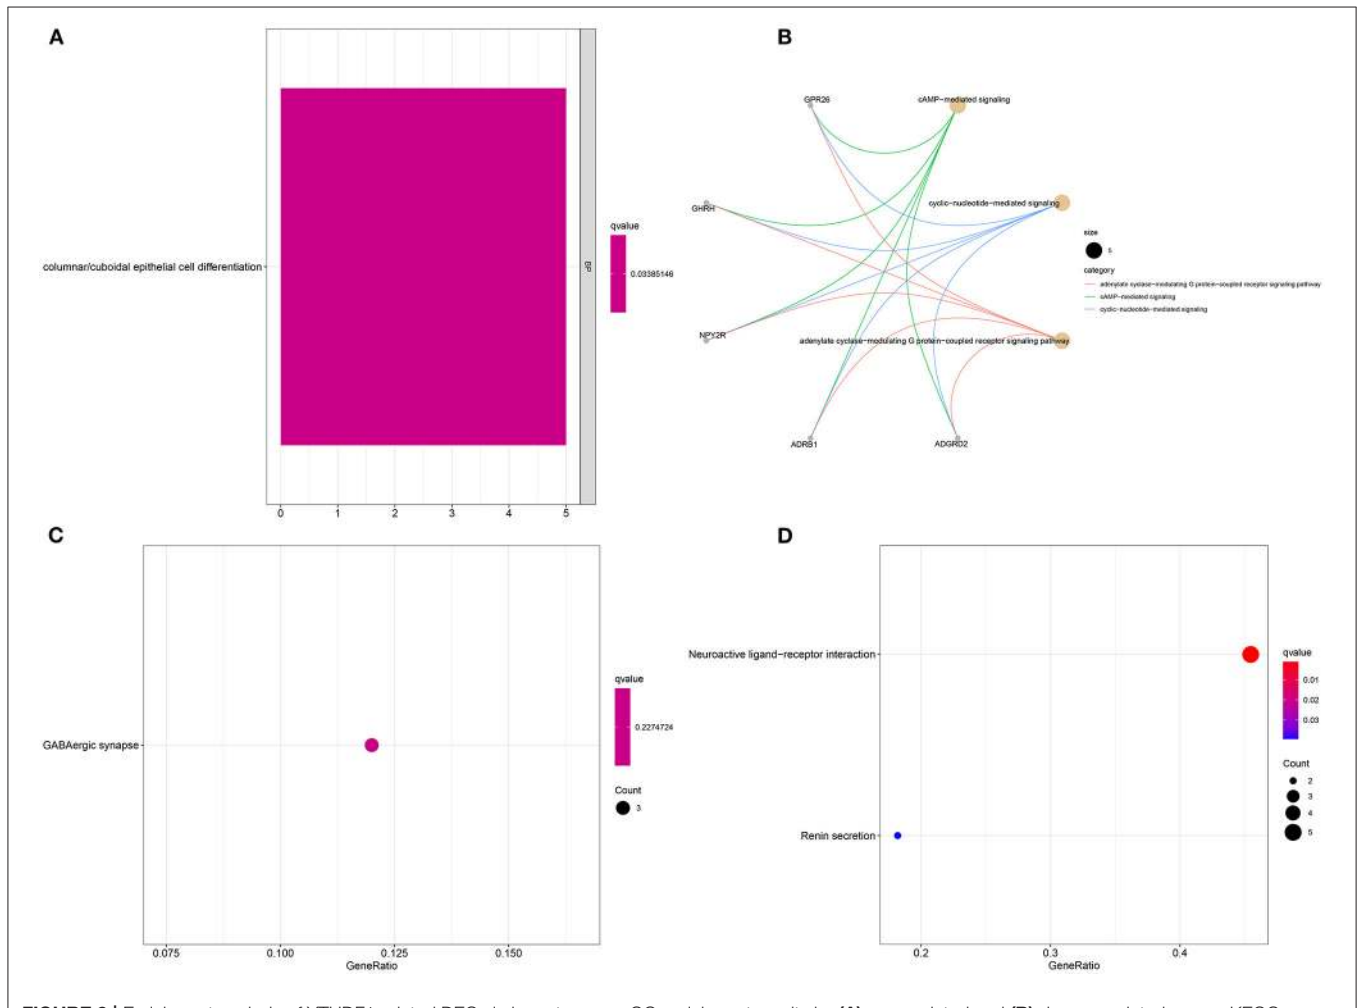 A
columnar/cuboidal epithelial cell differentiation
BP
0 1 2 3 4 5
qvalue
0.03385146
B
GPR26
cAMP−mediated signaling
GHRH
cyclic−nucleotide−mediated signaling
NPY2R
adenylate cyclase−modulating G protein−coupled receptor signaling pathway
ADRB1
ADGRD2
size
5
category
adenylate cyclase−modulating G protein−coupled receptor signaling pathway
cAMP−mediated signaling
cyclic−nucleotide−mediated signaling
C
GABAergic synapse
0.075 0.100 0.125 0.150
GeneRatio
qvalue
0.2274724
Count
3
D
Neuroactive ligand−receptor interaction
Renin secretion
0.2 0.3 0.4
GeneRatio
qvalue
0.01
0.02
0.03
Count
2
3
4
5